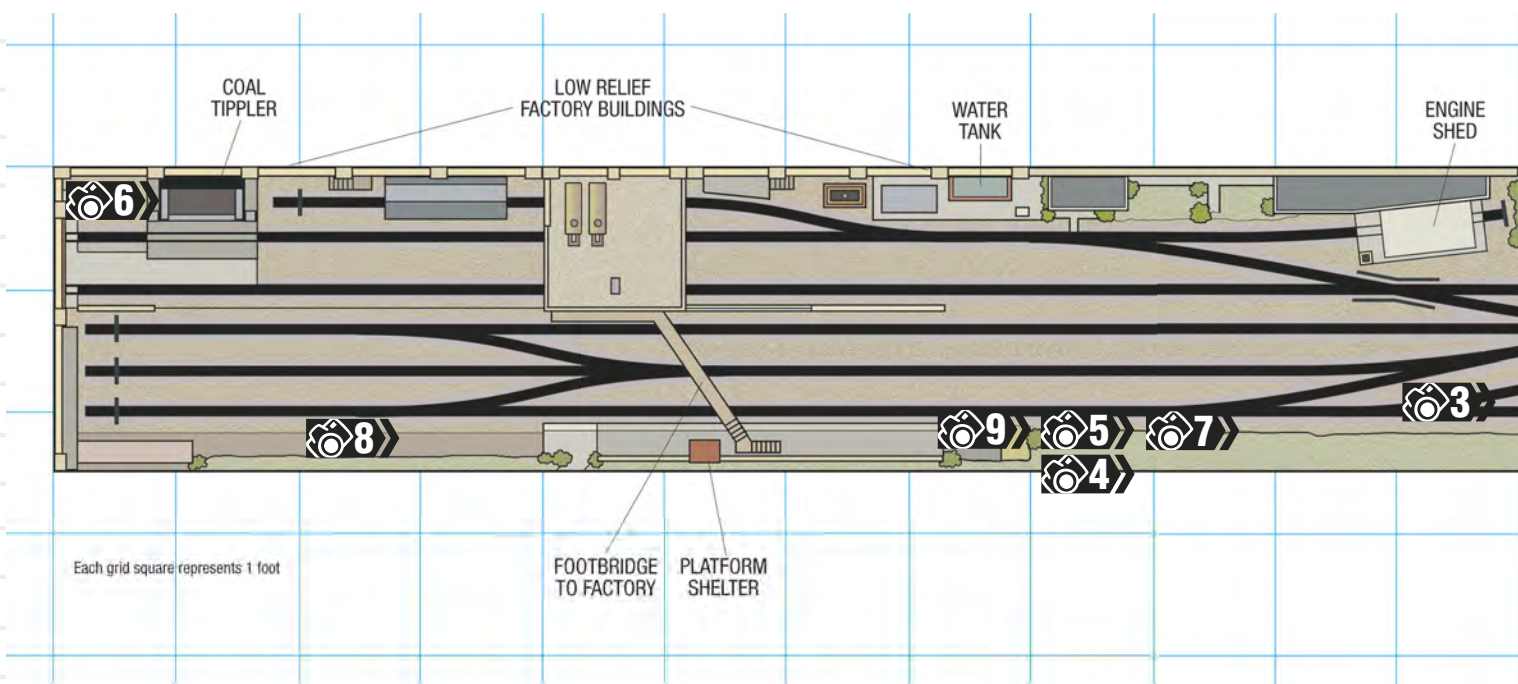 COAL
TIPPLER
LOW RELIEF
FACTORY BUILDINGS
WATER
TANK
ENGINE
SHED
6
3
8
9
5
7
4
Each grid square represents 1 foot
FOOTBRIDGE
TO FACTORY
PLATFORM
SHELTER